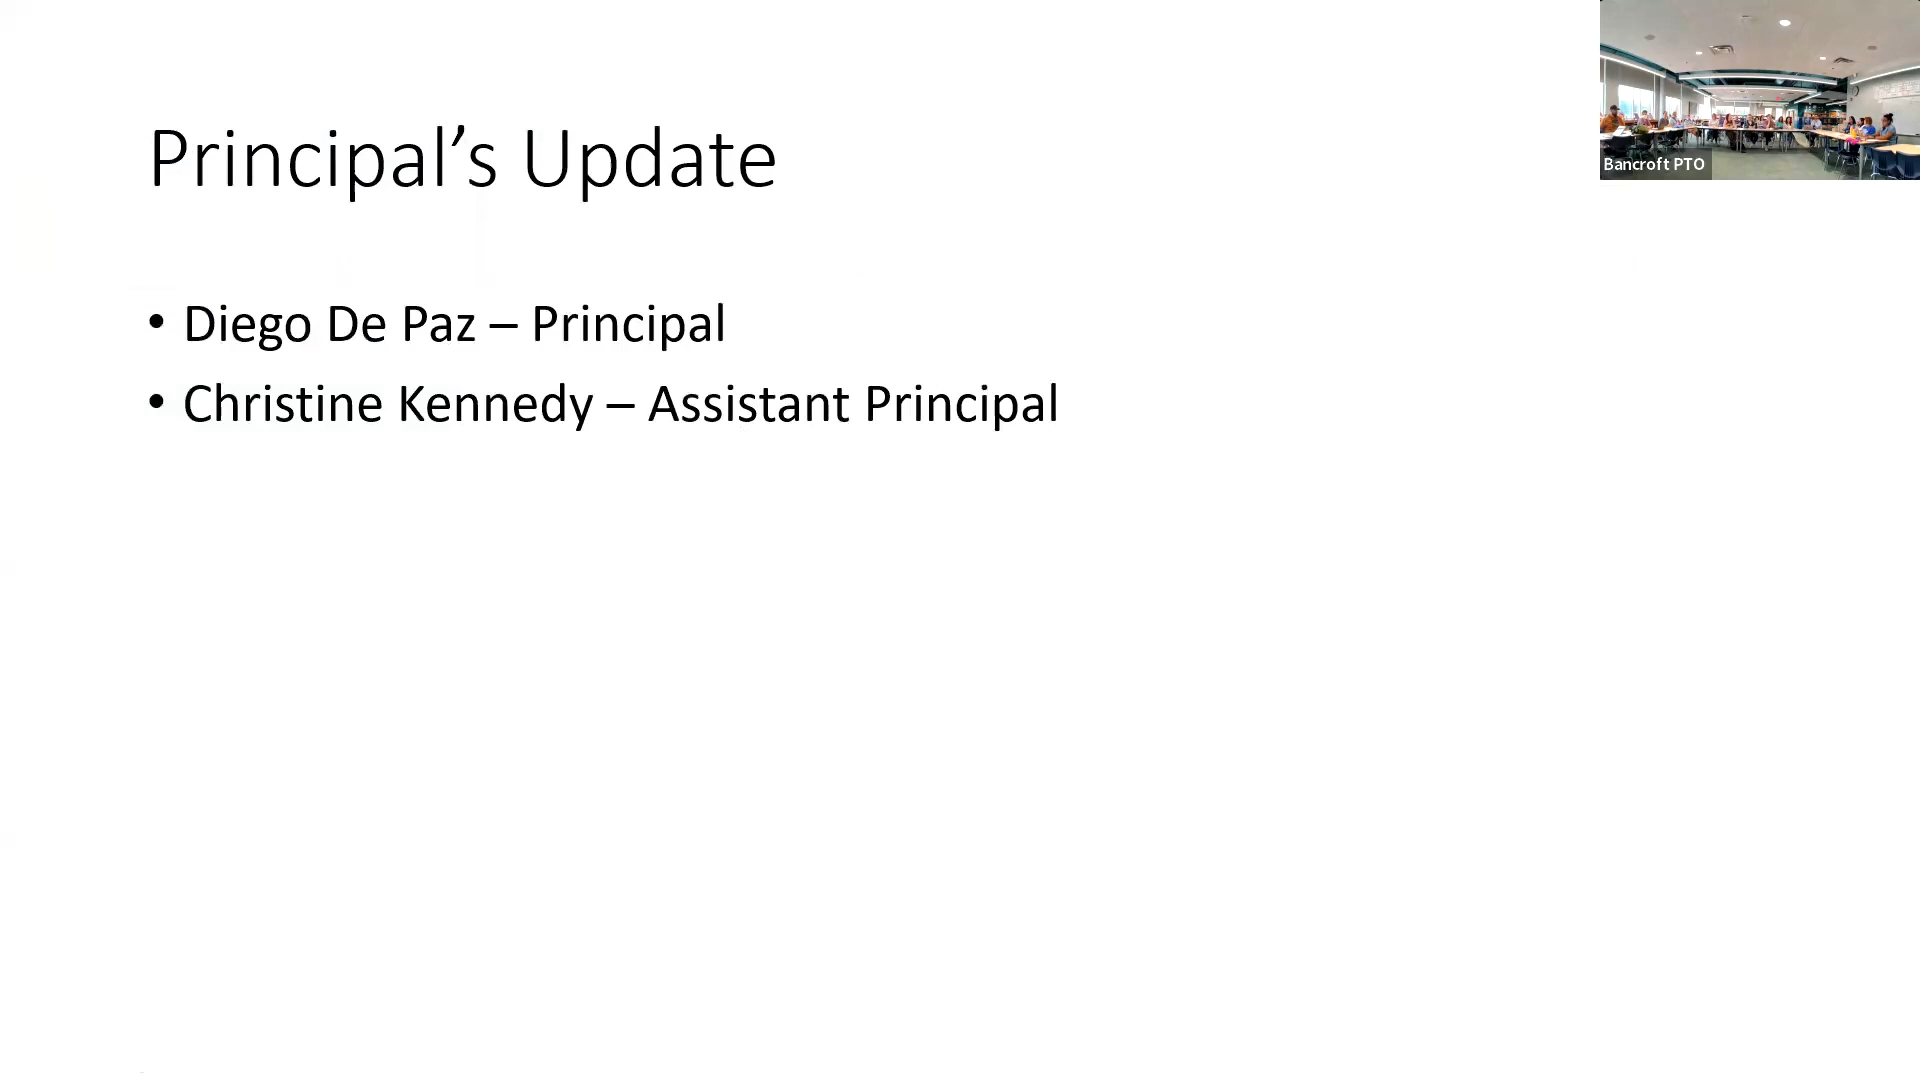 Principal’s Update
• Diego De Paz – Principal
• Christine Kennedy – Assistant Principal
Bancroft PTO